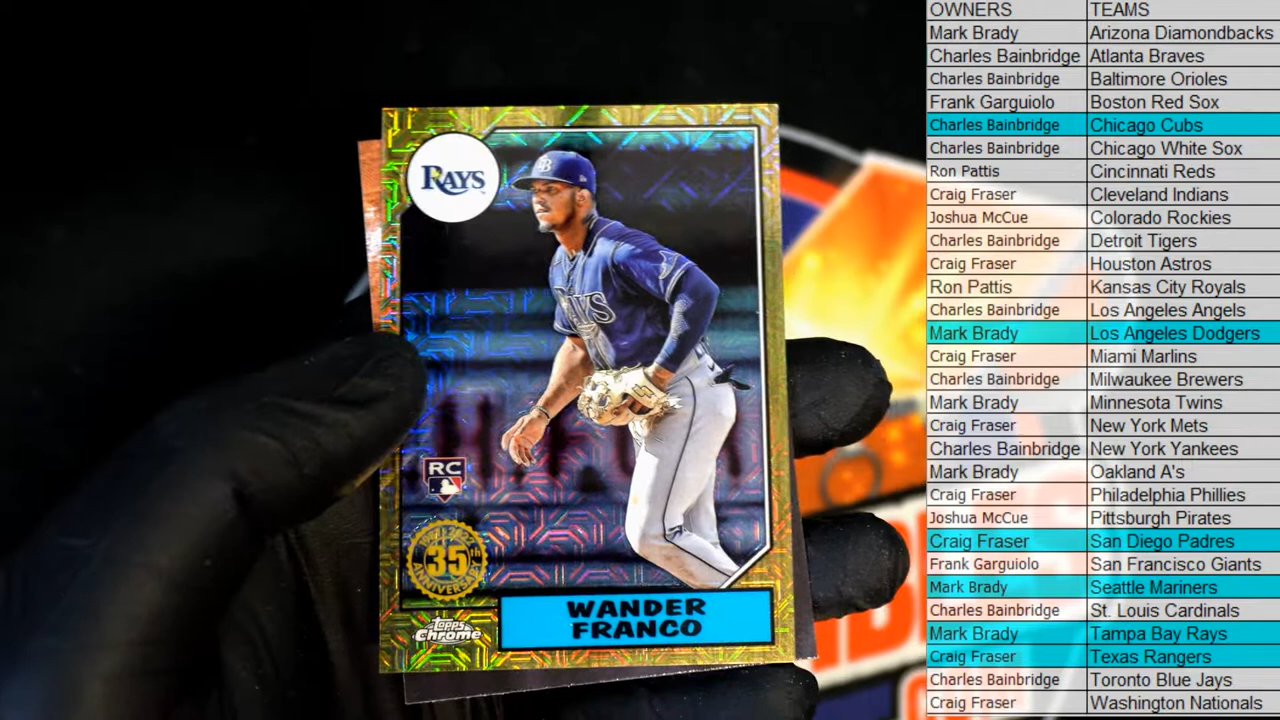 RAYS
RAYS
RC
35th
ANNIVERSARY
Topps
Chrome
WANDER
FRANCO
OWNERS TEAMS
Mark Brady Arizona Diamondbacks
Charles Bainbridge Atlanta Braves
Charles Bainbridge Baltimore Orioles
Frank Garguiolo Boston Red Sox
Charles Bainbridge Chicago Cubs
Charles Bainbridge Chicago White Sox
Ron Pattis Cincinnati Reds
Craig Fraser Cleveland Indians
Joshua McCue Colorado Rockies
Charles Bainbridge Detroit Tigers
Craig Fraser Houston Astros
Ron Pattis Kansas City Royals
Charles Bainbridge Los Angeles Angels
Mark Brady Los Angeles Dodgers
Craig Fraser Miami Marlins
Charles Bainbridge Milwaukee Brewers
Mark Brady Minnesota Twins
Craig Fraser New York Mets
Charles Bainbridge New York Yankees
Mark Brady Oakland A's
Craig Fraser Philadelphia Phillies
Joshua McCue Pittsburgh Pirates
Craig Fraser San Diego Padres
Frank Garguiolo San Francisco Giants
Mark Brady Seattle Mariners
Charles Bainbridge St. Louis Cardinals
Mark Brady Tampa Bay Rays
Craig Fraser Texas Rangers
Charles Bainbridge Toronto Blue Jays
Craig Fraser Washington Nationals